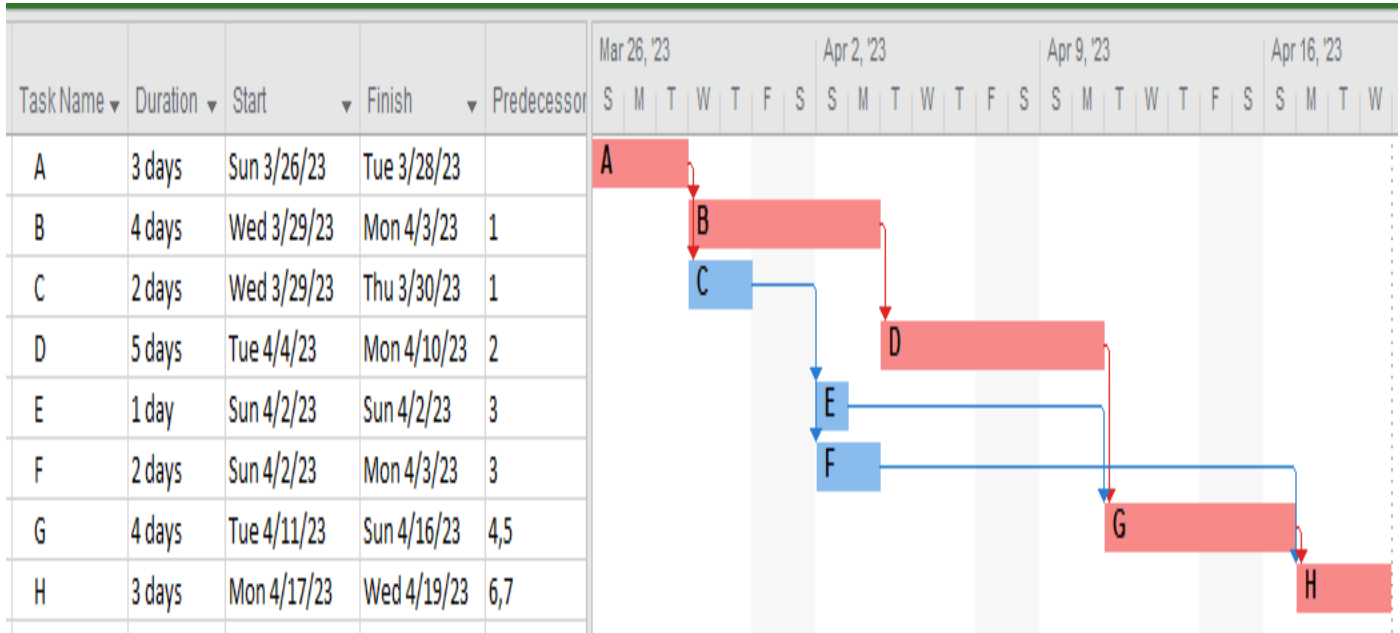 Mar 26, '23 Apr 2, '23 Apr 9, '23 Apr 16, '23
Task Name Duration Start Finish Predecessor S M T W T F S S M T W T F S S M T W T F S S M T W
A 3 days Sun 3/26/23 Tue 3/28/23 A
B 4 days Wed 3/29/23 Mon 4/3/23 1 B
C 2 days Wed 3/29/23 Thu 3/30/23 1 C
D 5 days Tue 4/4/23 Mon 4/10/23 2 D
E 1 day Sun 4/2/23 Sun 4/2/23 3 E
F 2 days Sun 4/2/23 Mon 4/3/23 3 F
G 4 days Tue 4/11/23 Sun 4/16/23 4,5 G
H 3 days Mon 4/17/23 Wed 4/19/23 6,7 H